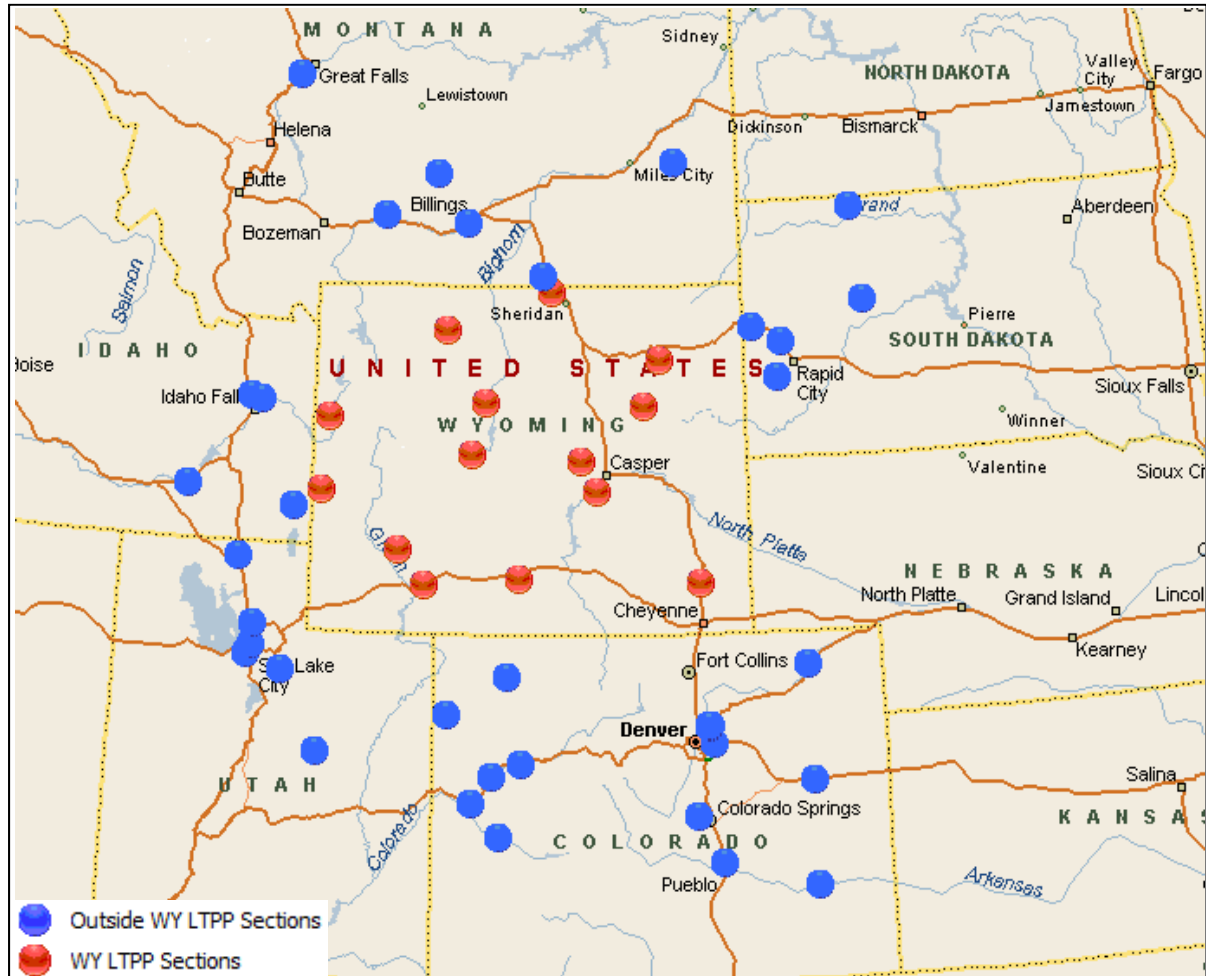 De
MONTANA
Sidney
Great Falls
NORTH DAKOTA
Valley
City
Fargo
Lewistown
Jamestown
Helena
Dickinson
Bismarck
Miles City
Butte
Billings
Grand
Aberdeen
Bozeman
Bighorn
Salmon
Sheridan
Pierre
IDAHO
SOUTH DAKOTA
Boise
UNITED STATES
Rapid
City
Sioux Falls
Idaho Fall
WYOMING
Winner
Casper
Valentine
Sioux Ci
North Platte
Green
NEBRASKA
North Platte
Grand Island
Lincol
Cheyenne
Kearney
Salt Lake
City
Fort Collins
Denver
UTAH
Salina
Colorado
Colorado Springs
KANSAS
COLORADO
Pueblo
Arkansas
Outside WY LTPP Sections
WY LTPP Sections